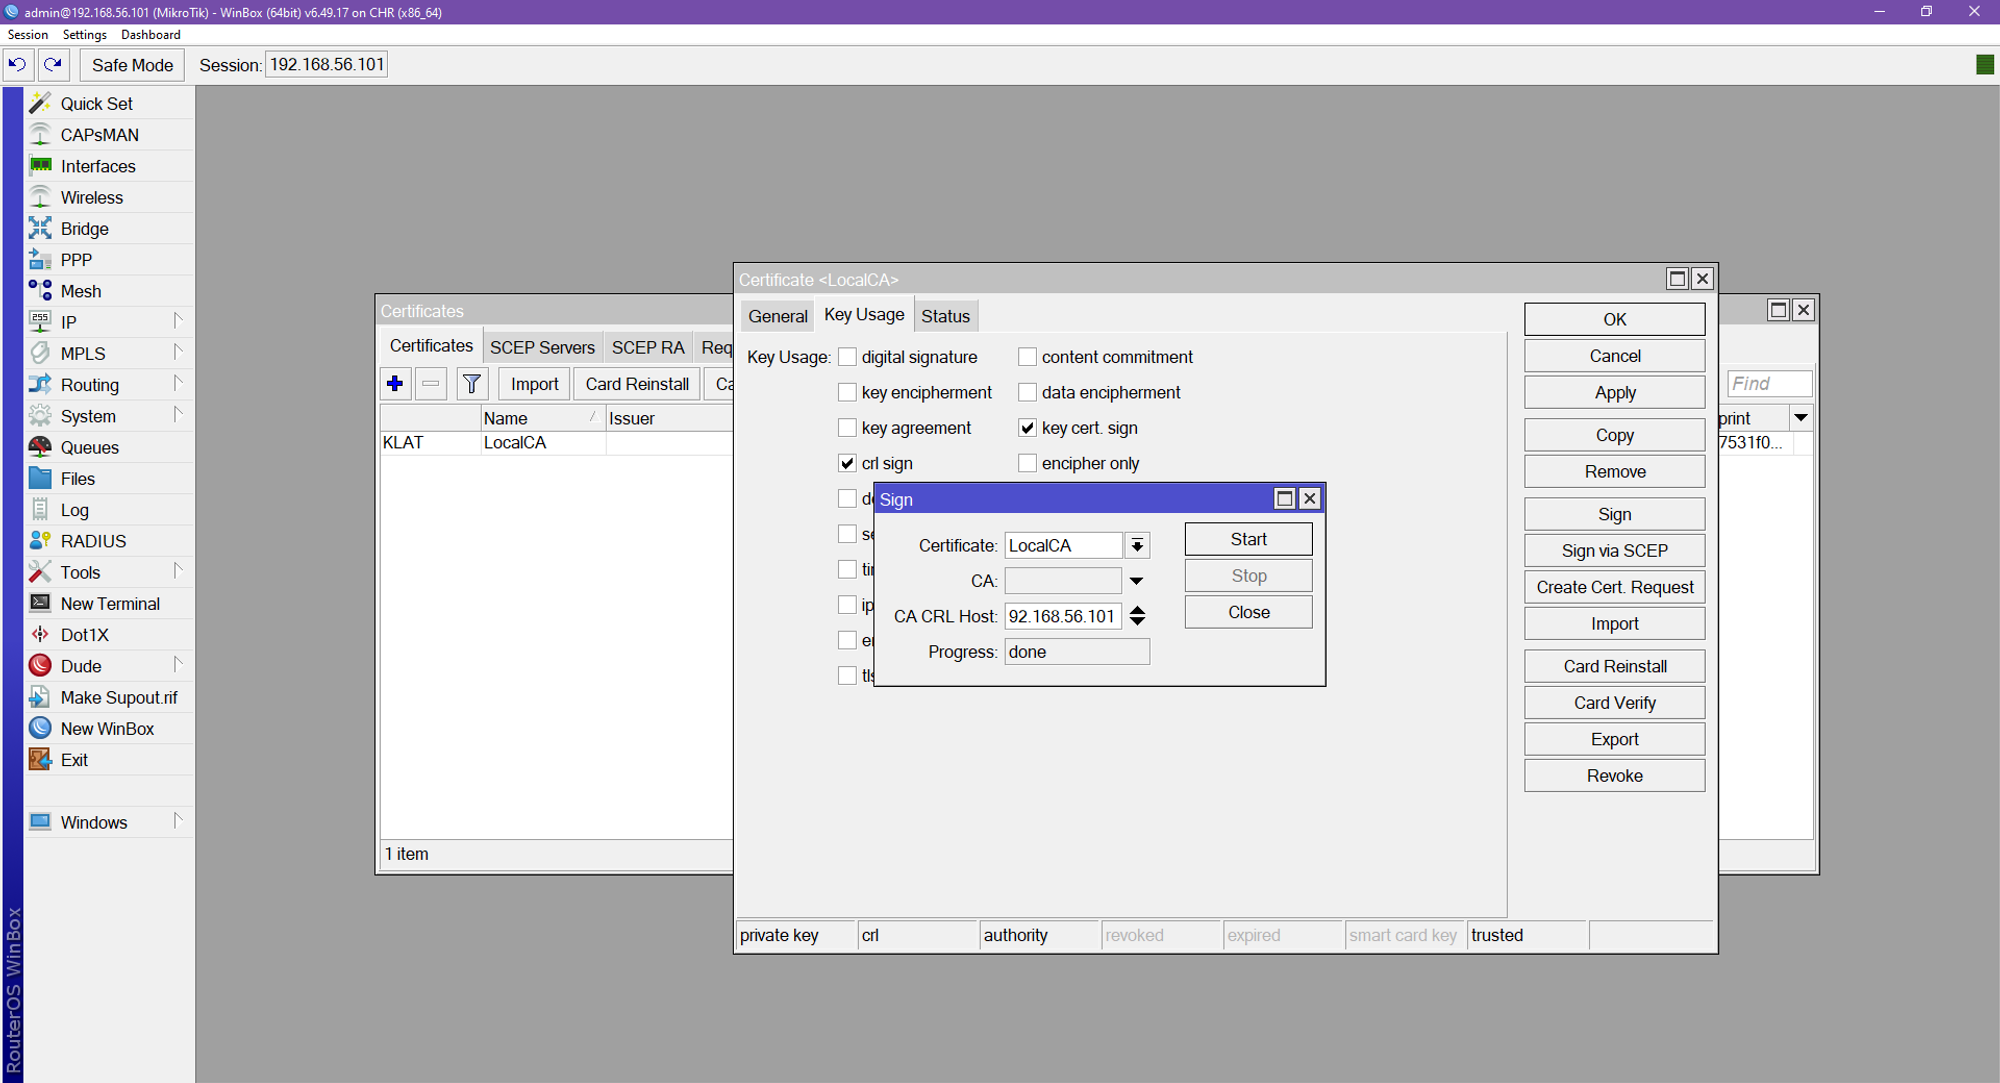 admin@192.168.56.101 (MikroTik) - WinBox (64bit) v6.49.17 on CHR (x86_64)
Session Settings Dashboard
Safe Mode Session: 192.168.56.101
Quick Set
CAPsMAN
Interfaces
Wireless
Bridge
PPP
Mesh
255 IP
MPLS
Routing
System
Queues
Files
Log
RADIUS
Tools
New Terminal
Dot1X
Dude
Make Supout.rif
New WinBox
Exit
Windows
RouterOS WinBox
Certificates
Certificates SCEP Servers SCEP RA Req
Import Card Reinstall Ca
Find
Name Issuer
print
KLAT LocalCA
7531f0...
1 item
Certificate <LocalCA>
General Key Usage Status
Key Usage: digital signature content commitment
key encipherment data encipherment
key agreement key cert. sign
crl sign encipher only
de
se
tir
ip
en
tls
OK
Cancel
Apply
Copy
Remove
Sign
Sign via SCEP
Create Cert. Request
Import
Card Reinstall
Card Verify
Export
Revoke
Sign
Certificate: LocalCA
CA:
CA CRL Host: 92.168.56.101
Progress: done
Start
Stop
Close
private key crl authority revoked expired smart card key trusted